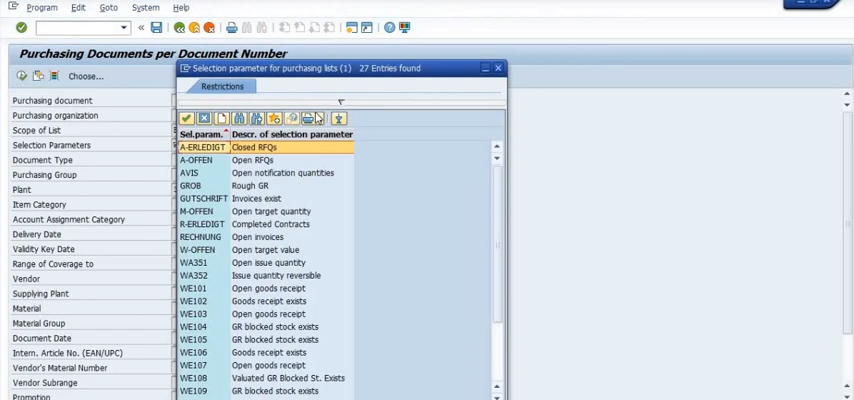 Program Edit Goto System Help
Purchasing Documents per Document Number
Choose...
Selection parameter for purchasing lists (1) 27 Entries found
Restrictions
Sel.param. Descr. of selection parameter
A-ERLEDIGT Closed RFQs
A-OFFEN Open RFQs
AVIS Open notification quantities
GROB Rough GR
GUTSCHRIFT Invoices exist
M-OFFEN Open target quantity
R-ERLEDIGT Completed Contracts
RECHNUNG Open invoices
W-OFFEN Open target value
WA351 Open issue quantity
WA352 Issue quantity reversible
WE101 Open goods receipt
WE102 Goods receipt exists
WE103 Open goods receipt
WE104 GR blocked stock exists
WE105 GR blocked stock exists
WE106 Goods receipt exists
WE107 Open goods receipt
WE108 Valuated GR Blocked St. Exists
WE109 GR blocked stock exists
Purchasing document
Purchasing organization
Scope of List
Selection Parameters
Document Type
Purchasing Group
Plant
Item Category
Account Assignment Category
Delivery Date
Validity Key Date
Range of Coverage to
Vendor
Supplying Plant
Material
Material Group
Document Date
Intern. Article No. (EAN/UPC)
Vendor's Material Number
Vendor Subrange
Promotion